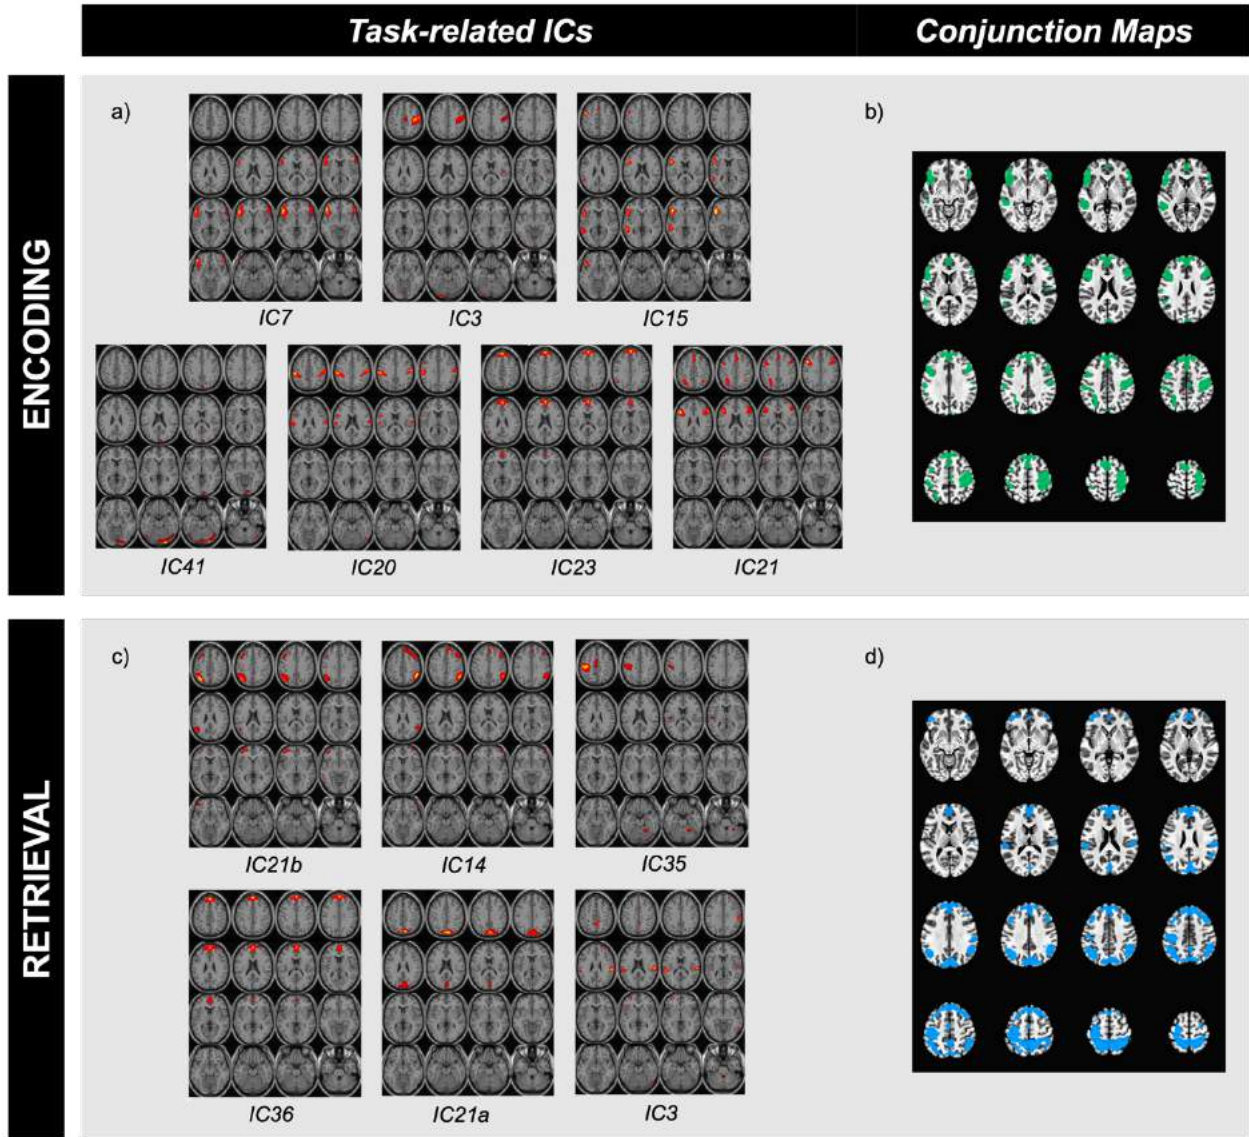 Task-related ICs
Conjunction Maps
ENCODING
a)
b)
IC7
IC3
IC15
IC41
IC20
IC23
IC21
RETRIEVAL
c)
d)
IC21b
IC14
IC35
IC36
IC21a
IC3